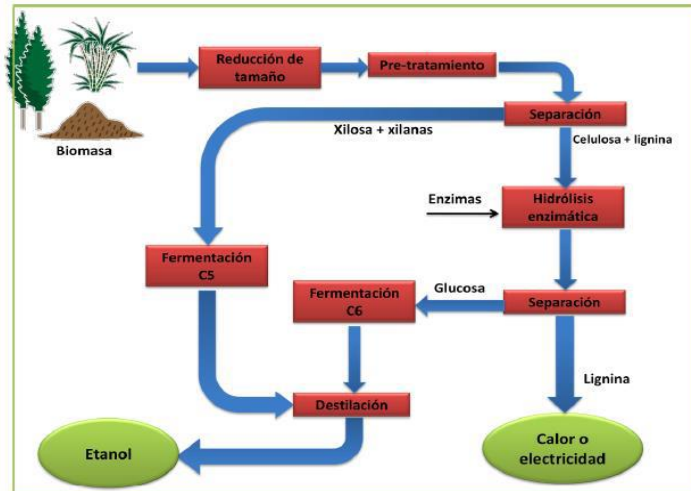 Biomasa
Reducción de
tamaño
Pre-tratamiento
Separación
Xilosa + xilanas
Celulosa + lignina
Enzimas
Hidrólisis
enzimática
Fermentación
C5
Glucosa
Fermentación
C6
Separación
Lignina
Destilación
Etanol
Calor o
electricidad